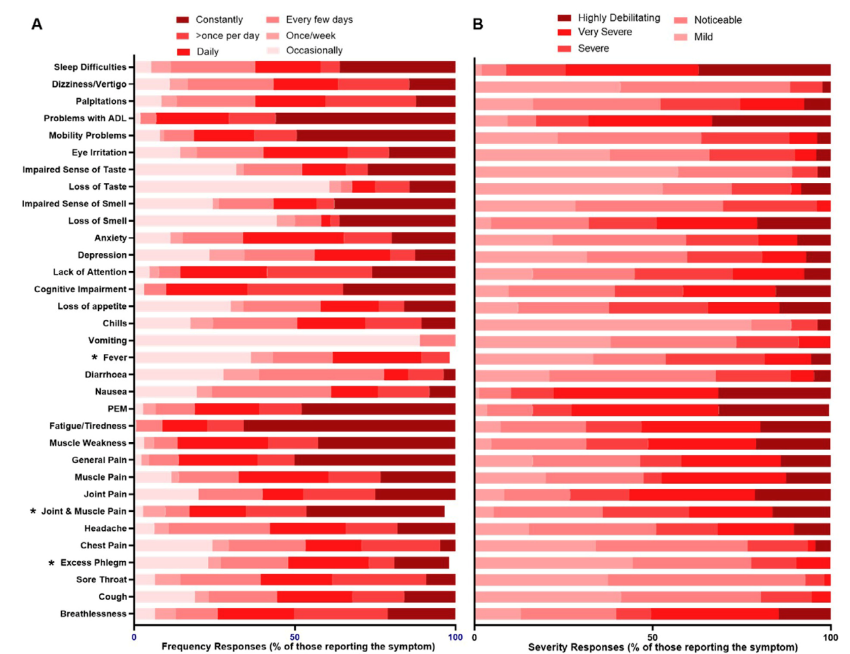 A
Constantly
>once per day
Daily
Every few days
Once/week
Occasionally
B
Highly Debilitating
Very Severe
Severe
Noticeable
Mild
Sleep Difficulties
Dizziness/Vertigo
Palpitations
Problems with ADL
Mobility Problems
Eye Irritation
Impaired Sense of Taste
Loss of Taste
Impaired Sense of Smell
Loss of Smell
Anxiety
Depression
Lack of Attention
Cognitive Impairment
Loss of appetite
Chills
Vomiting
* Fever
Diarrhoea
Nausea
PEM
Fatigue/Tiredness
Muscle Weakness
General Pain
Muscle Pain
Joint Pain
* Joint & Muscle Pain
Headache
Chest Pain
* Excess Phlegm
Sore Throat
Cough
Breathlessness
0 50 100
Frequency Responses (% of those reporting the symptom)
0 50 100
Severity Responses (% of those reporting the symptom)